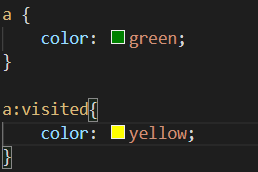 a {
    color: green;
}

a:visited{
    color: yellow;
}